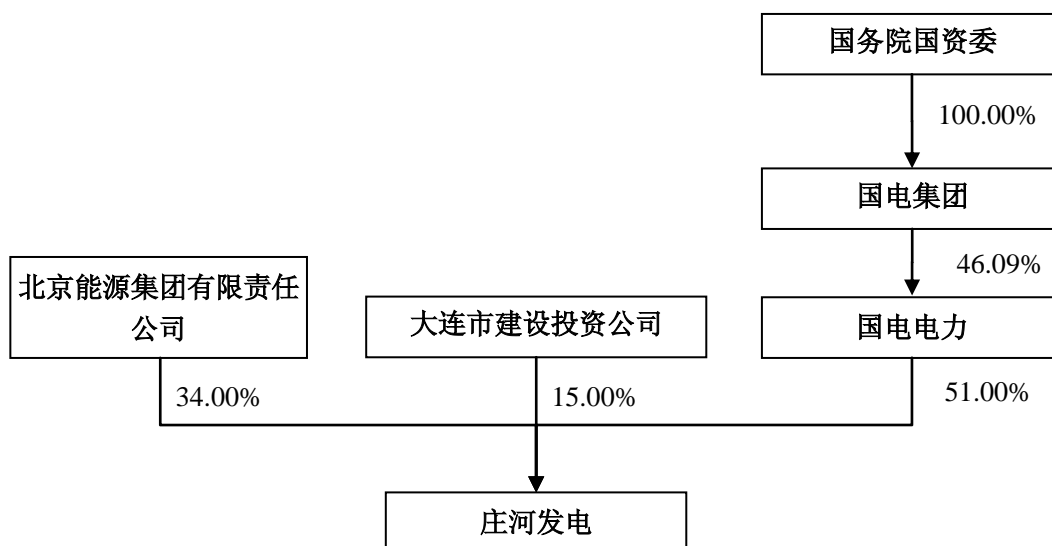 国务院国资委
100.00%
国电集团
46.09%
北京能源集团有限责任
公司
大连市建设投资公司
国电电力
34.00%
15.00%
51.00%
庄河发电